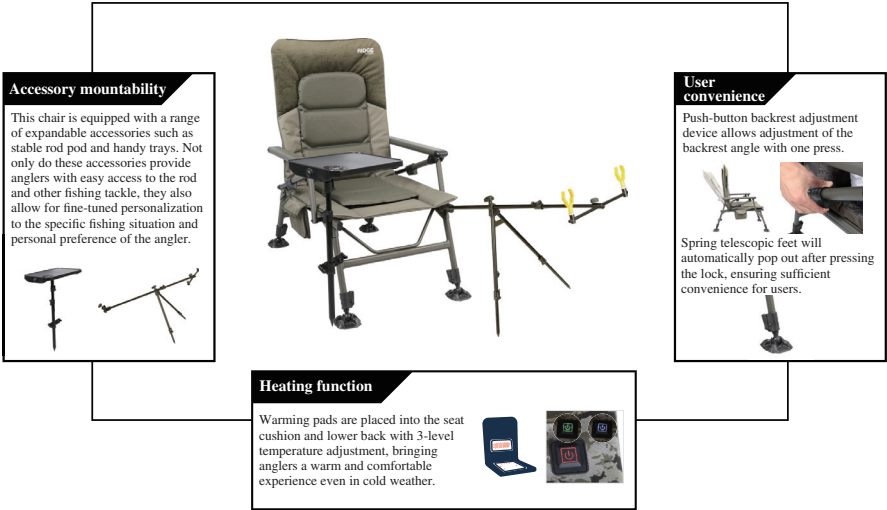 RIDGE
Accessory mountability
This chair is equipped with a range
of expandable accessories such as
stable rod pod and handy trays. Not
only do these accessories provide
anglers with easy access to the rod
and other fishing tackle, they also
allow for fine-tuned personalization
to the specific fishing situation and
personal preference of the angler.
User
convenience
Push-button backrest adjustment
device allows adjustment of the
backrest angle with one press.
Spring telescopic feet will
automatically pop out after pressing
the lock, ensuring sufficient
convenience for users.
Heating function
Warming pads are placed into the seat
cushion and lower back with 3-level
temperature adjustment, bringing
anglers a warm and comfortable
experience even in cold weather.